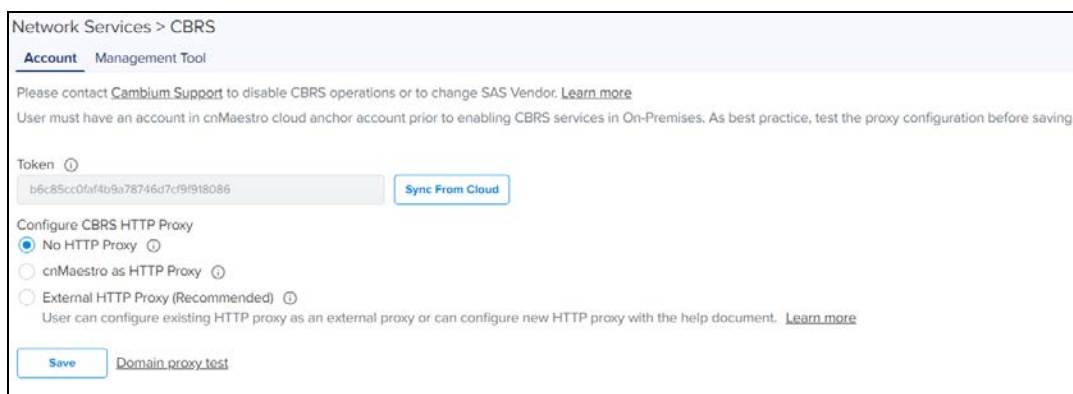 Network Services > CBRS
Account Management Tool
Please contact Cambium Support to disable CBRS operations or to change SAS Vendor. Learn more
User must have an account in cnMaestro cloud anchor account prior to enabling CBRS services in On-Premises. As best practice, test the proxy configuration before saving
Token
b6c85cc0faf4b9a78746d7cf9f918086 Sync From Cloud
Configure CBRS HTTP Proxy
No HTTP Proxy
cnMaestro as HTTP Proxy
External HTTP Proxy (Recommended)
User can configure existing HTTP proxy as an external proxy or can configure new HTTP proxy with the help document. Learn more
Save Domain proxy test